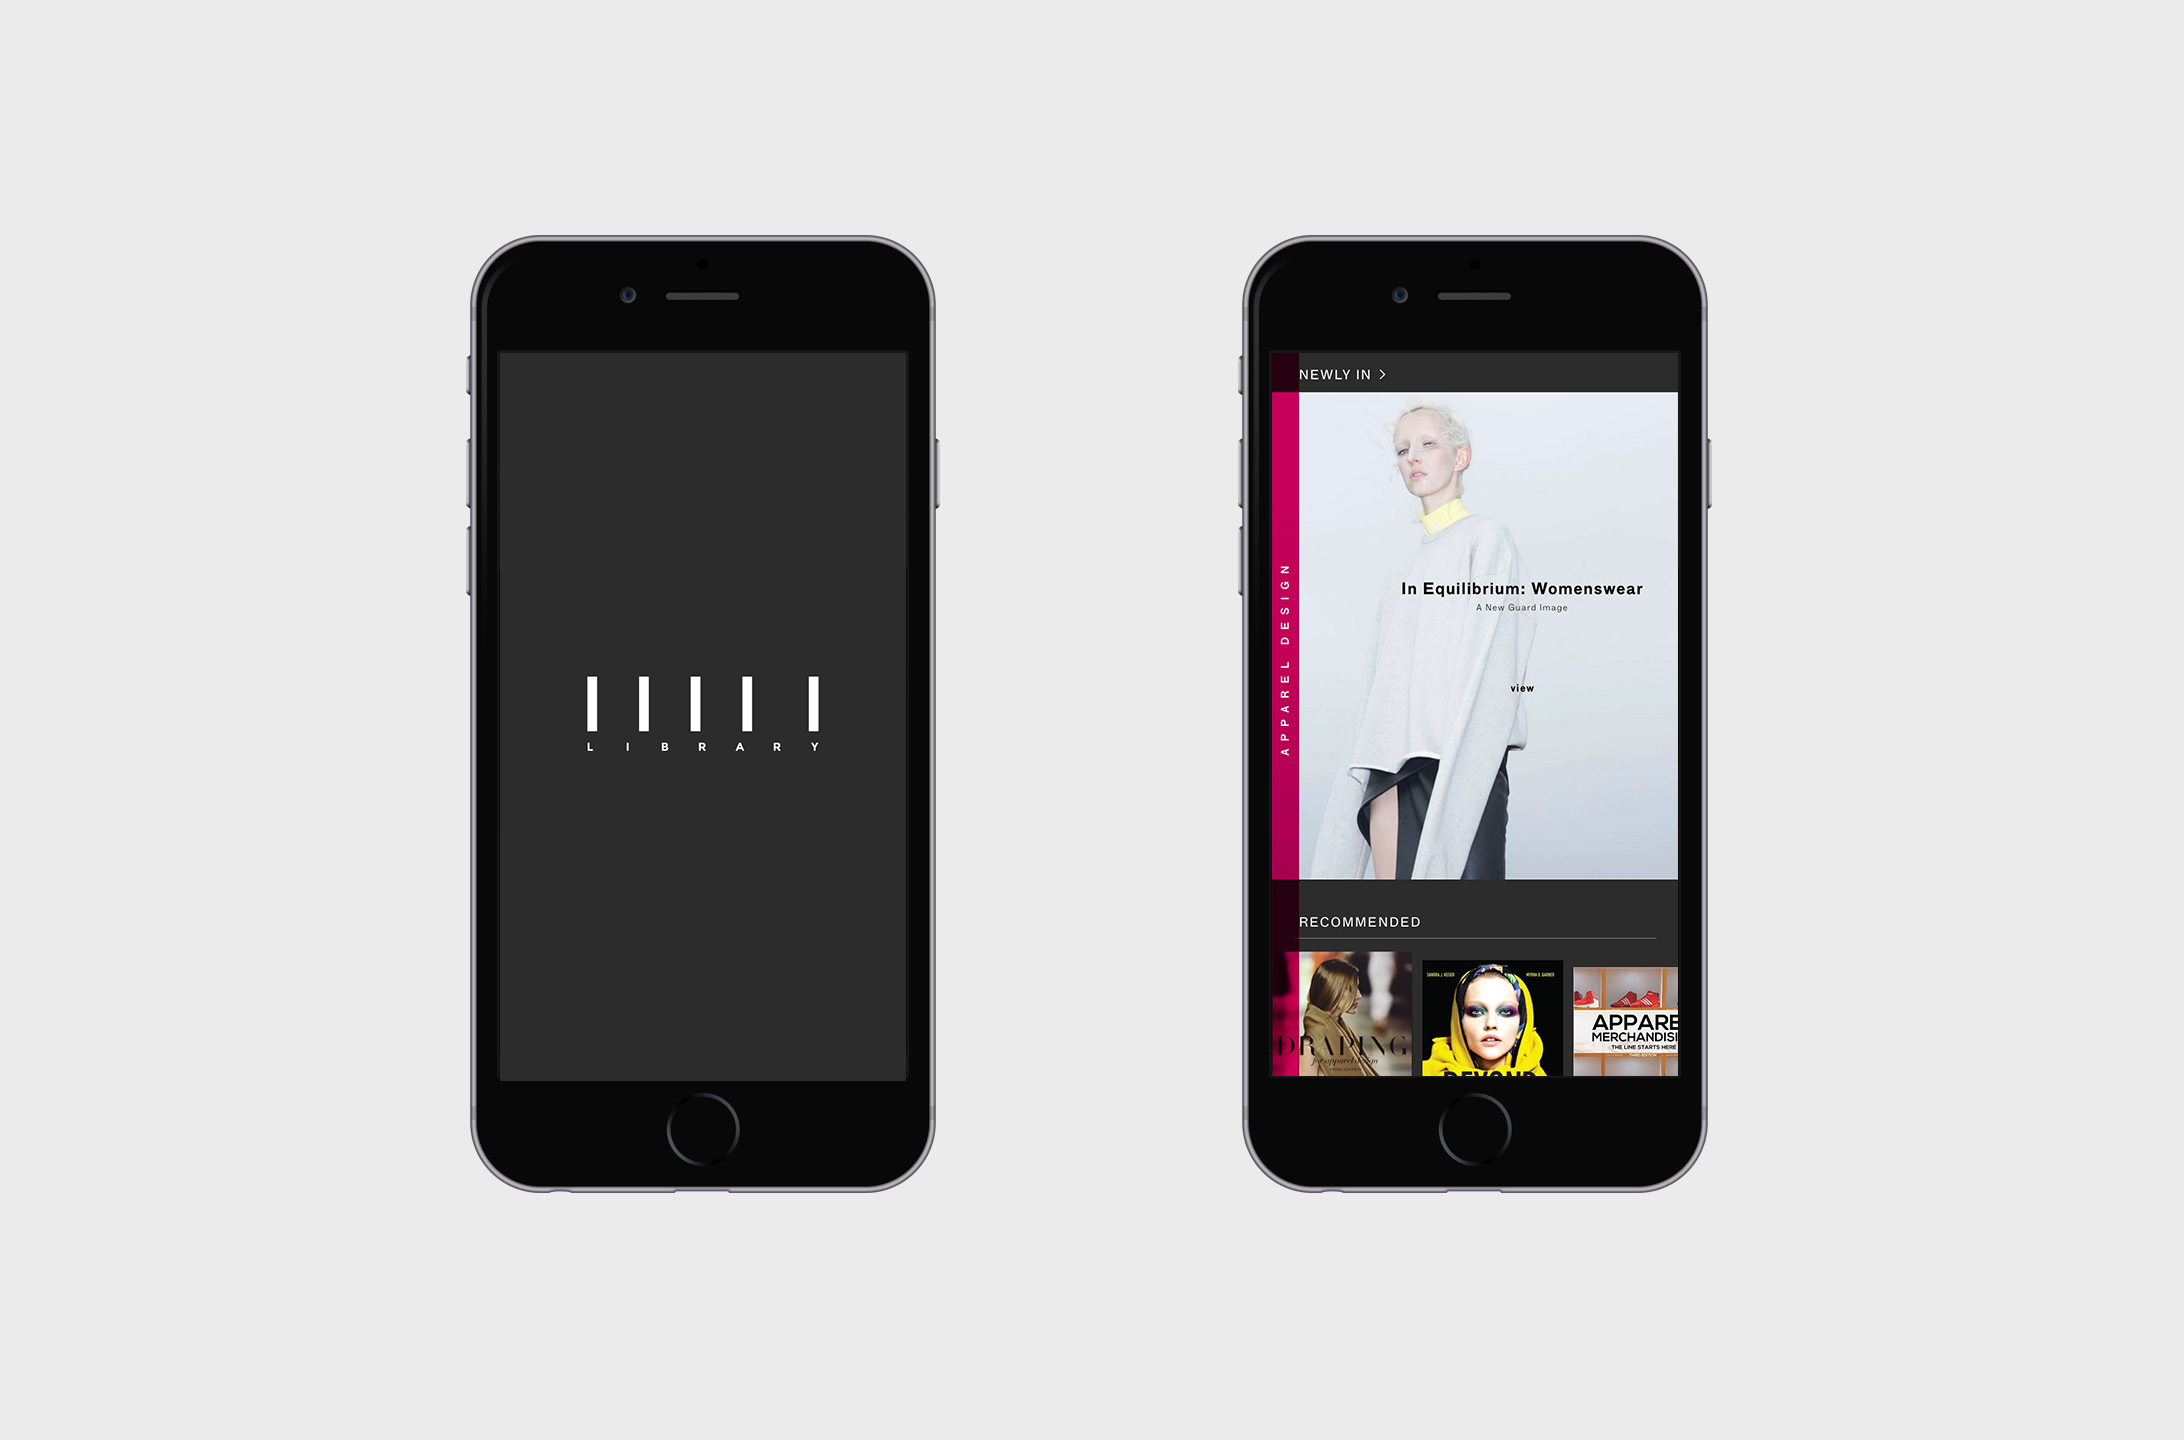 L I B R A R Y
NEWLY IN >
APPAREL DESIGN
In Equilibrium: Womenswear
A New Guard Image
view
RECOMMENDED
DRAPING
for apparel design
SANDRA J. KEISER
MYRNA B. GARNER
BEYOND
APPARE
MERCHANDISI
THE LINE STARTS HERE
THIRD EDITION